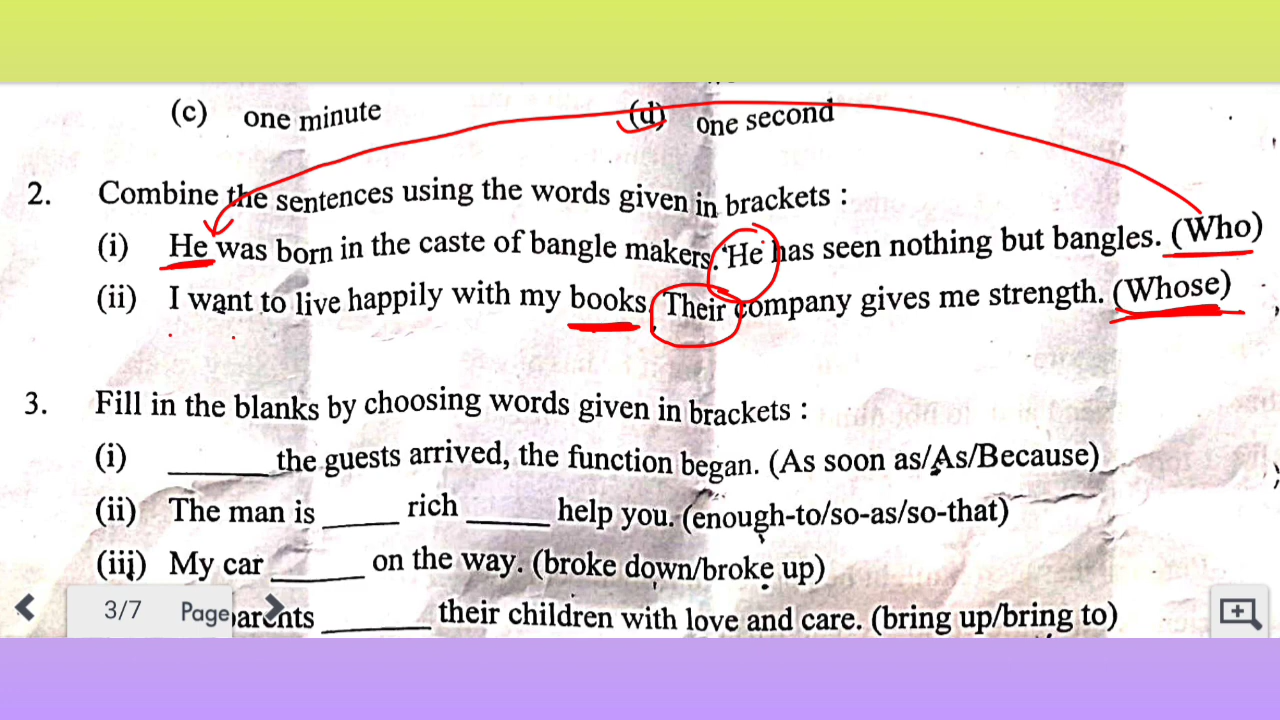 (c) one minute (d) one second
2. Combine the sentences using the words given in brackets :
(i) He was born in the caste of bangle makers. He has seen nothing but bangles. (Who)
(ii) I want to live happily with my books. Their company gives me strength. (Whose)
3. Fill in the blanks by choosing words given in brackets :
(i) ______ the guests arrived, the function began. (As soon as/As/Because)
(ii) The man is _____ rich _____ help you. (enough-to/so-as/so-that)
(iii) My car ______ on the way. (broke down/broke up)
arents _______ their children with love and care. (bring up/bring to)
3/7 Page